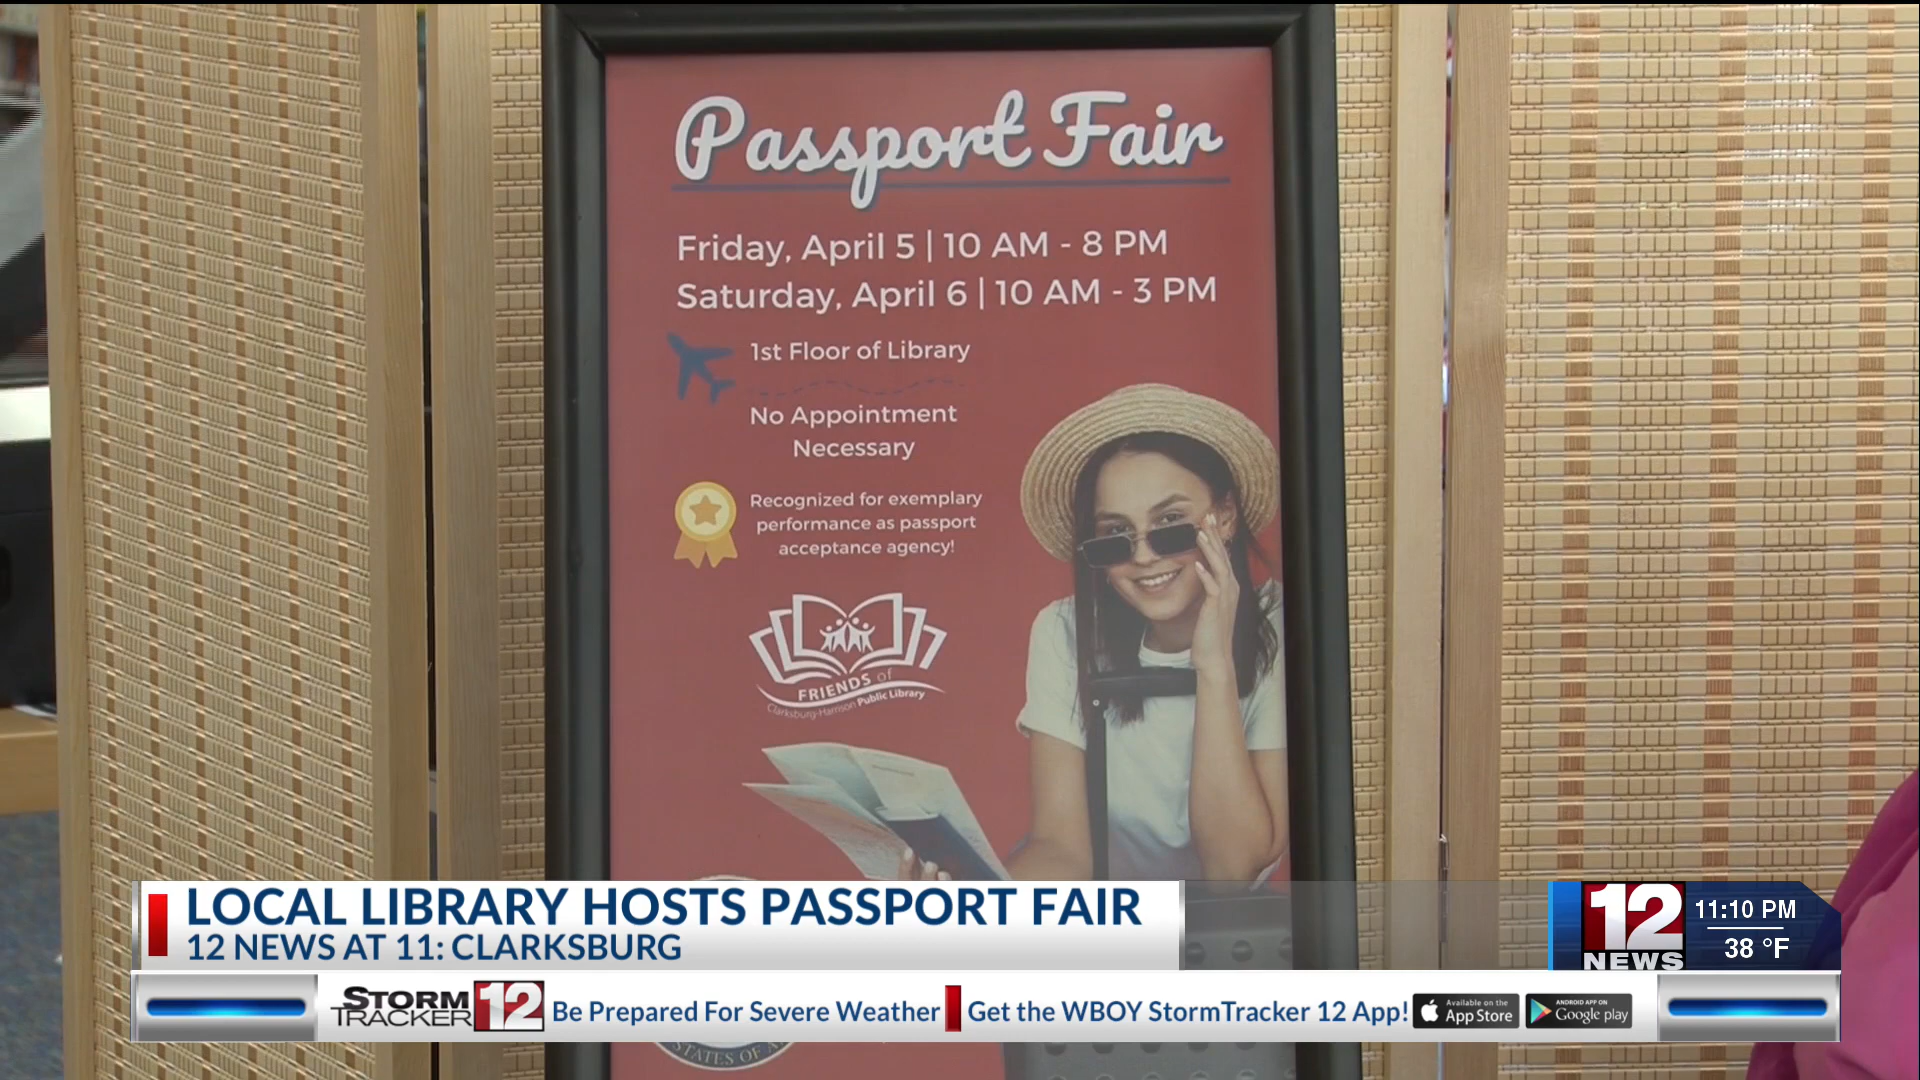 Passport Fair
Friday, April 5 | 10 AM - 8 PM
Saturday, April 6 | 10 AM - 3 PM
1st Floor of Library
No Appointment
Necessary
Recognized for exemplary
performance as passport
acceptance agency!
FRIENDS of
Clarksburg-Harrison Public Library
LOCAL LIBRARY HOSTS PASSPORT FAIR
12 NEWS AT 11: CLARKSBURG
12
NEWS
11:10 PM
38 °F
STORM
TRACKER 12
Be Prepared For Severe Weather
Get the WBOY StormTracker 12 App!
Available on the
App Store
ANDROID APP ON
Google play
STATES OF